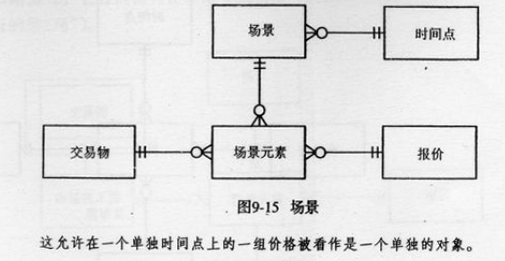 场景
时间点
交易物
场景元素
报价
图9-15 场景
这允许在一个单独时间点上的一组价格被看作是一个单独的对象。